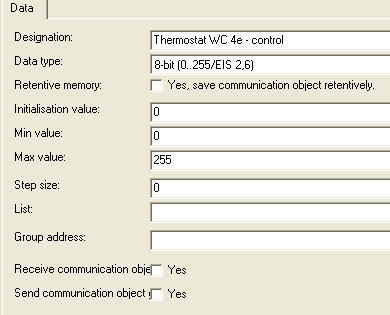 Data
Designation: Thermostat WC 4e - control
Data type: 8-bit (0..255/EIS 2,6)
Retentive memory: Yes, save communication object retentively.
Initialisation value: 0
Min value: 0
Max value: 255
Step size: 0
List:
Group address:
Receive communication obje Yes
Send communication object Yes